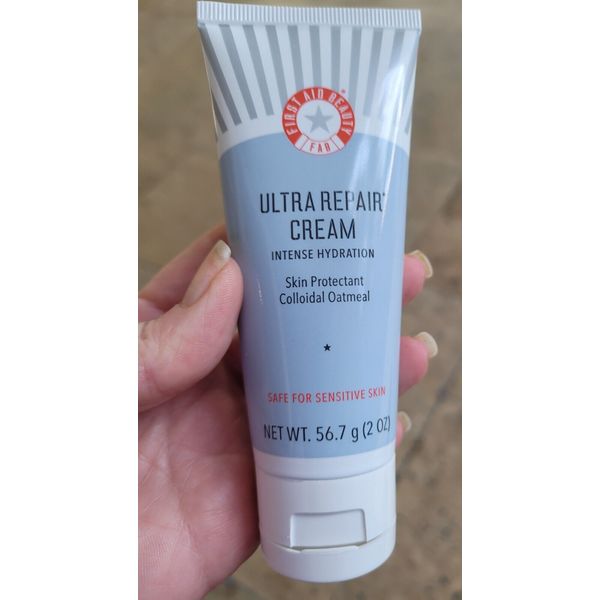 FIRST AID BEAUTY
FAB
ULTRA REPAIR®
CREAM
INTENSE HYDRATION
Skin Protectant
Colloidal Oatmeal
SAFE FOR SENSITIVE SKIN
NET WT. 56.7 g (2 OZ)